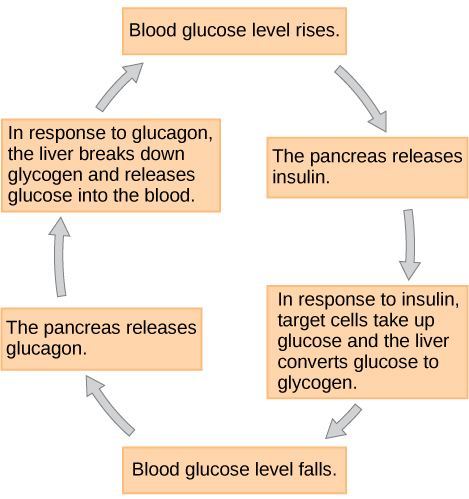 Blood glucose level rises.
The pancreas releases
insulin.
In response to insulin,
target cells take up
glucose and the liver
converts glucose to
glycogen.
Blood glucose level falls.
The pancreas releases
glucagon.
In response to glucagon,
the liver breaks down
glycogen and releases
glucose into the blood.